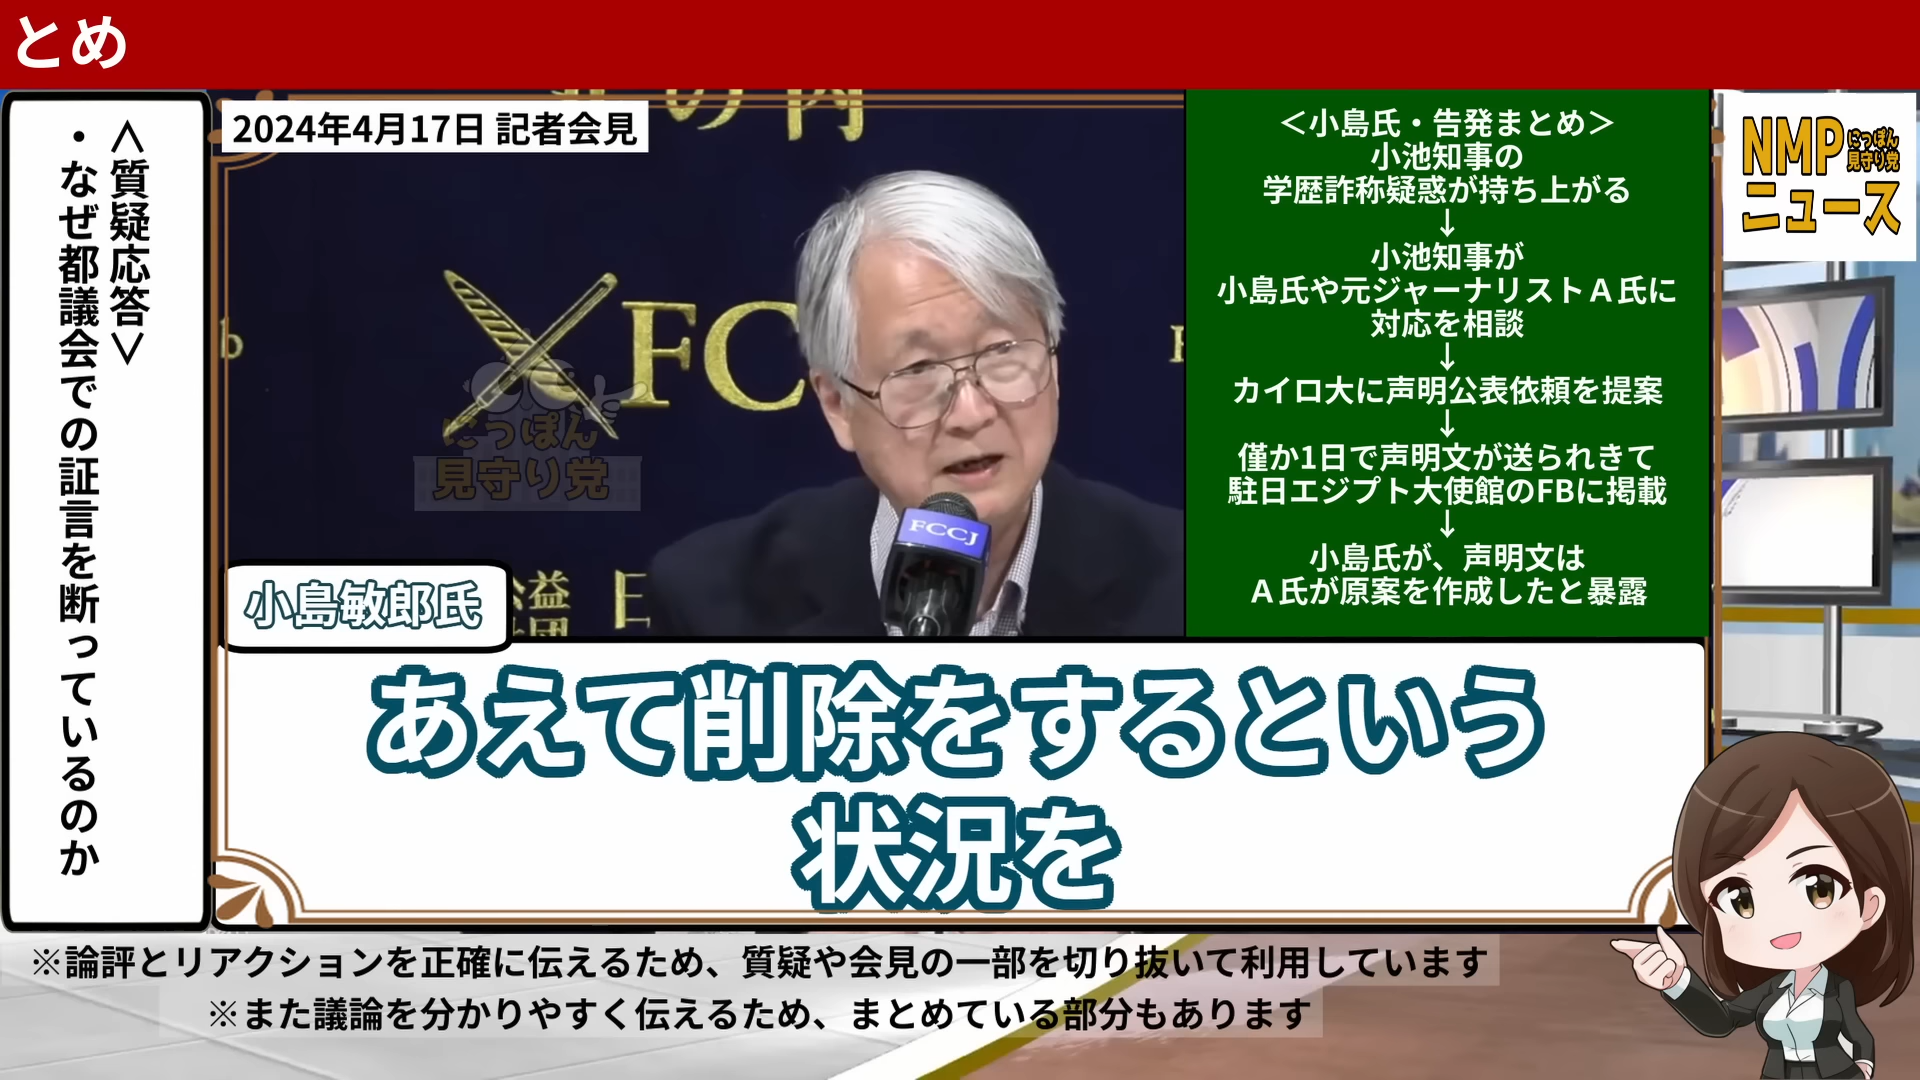 とめ
＜質疑応答＞
・なぜ都議会での証言を断っているのか
2024年4月17日 記者会見
FCC
FCCJ
にっぽん
見守り党
小島敏郎氏
＜小島氏・告発まとめ＞
小池知事の
学歴詐称疑惑が持ち上がる
↓
小池知事が
小島氏や元ジャーナリストＡ氏に
対応を相談
↓
カイロ大に声明公表依頼を提案
↓
僅か1日で声明文が送られきて
駐日エジプト大使館のFBに掲載
↓
小島氏が、声明文は
Ａ氏が原案を作成したと暴露
NMP にっぽん
見守り党
ニュース
あえて削除をするという
状況を
※論評とリアクションを正確に伝えるため、質疑や会見の一部を切り抜いて利用しています
※また議論を分かりやすく伝えるため、まとめている部分もあります